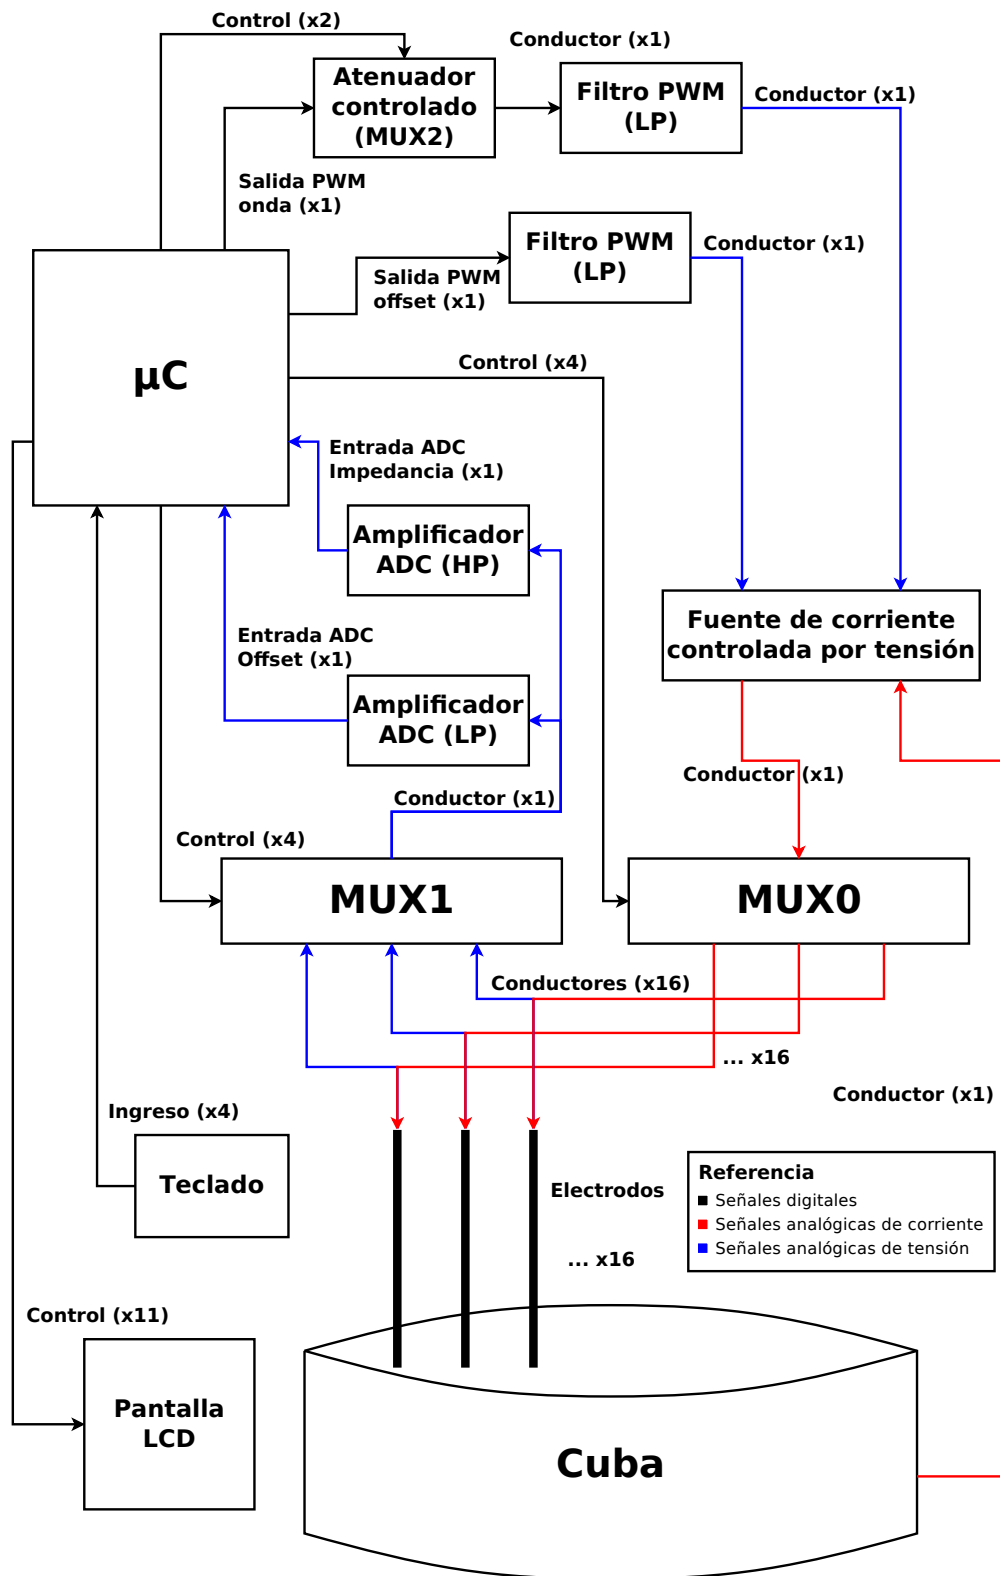 Control (x2)
Conductor (x1)
Atenuador
controlado
(MUX2)
Filtro PWM
(LP)
Conductor (x1)
Salida PWM
onda (x1)
Filtro PWM
(LP)
Conductor (x1)
Salida PWM
offset (x1)
µC
Control (x4)
Entrada ADC
Impedancia (x1)
Amplificador
ADC (HP)
Fuente de corriente
controlada por tensión
Entrada ADC
Offset (x1)
Amplificador
ADC (LP)
Conductor (x1)
Conductor (x1)
Control (x4)
MUX1
MUX0
Conductores (x16)
... x16
Conductor (x1)
Ingreso (x4)
Teclado
Electrodos
Referencia
Señales digitales
Señales analógicas de corriente
Señales analógicas de tensión
... x16
Control (x11)
Pantalla
LCD
Cuba